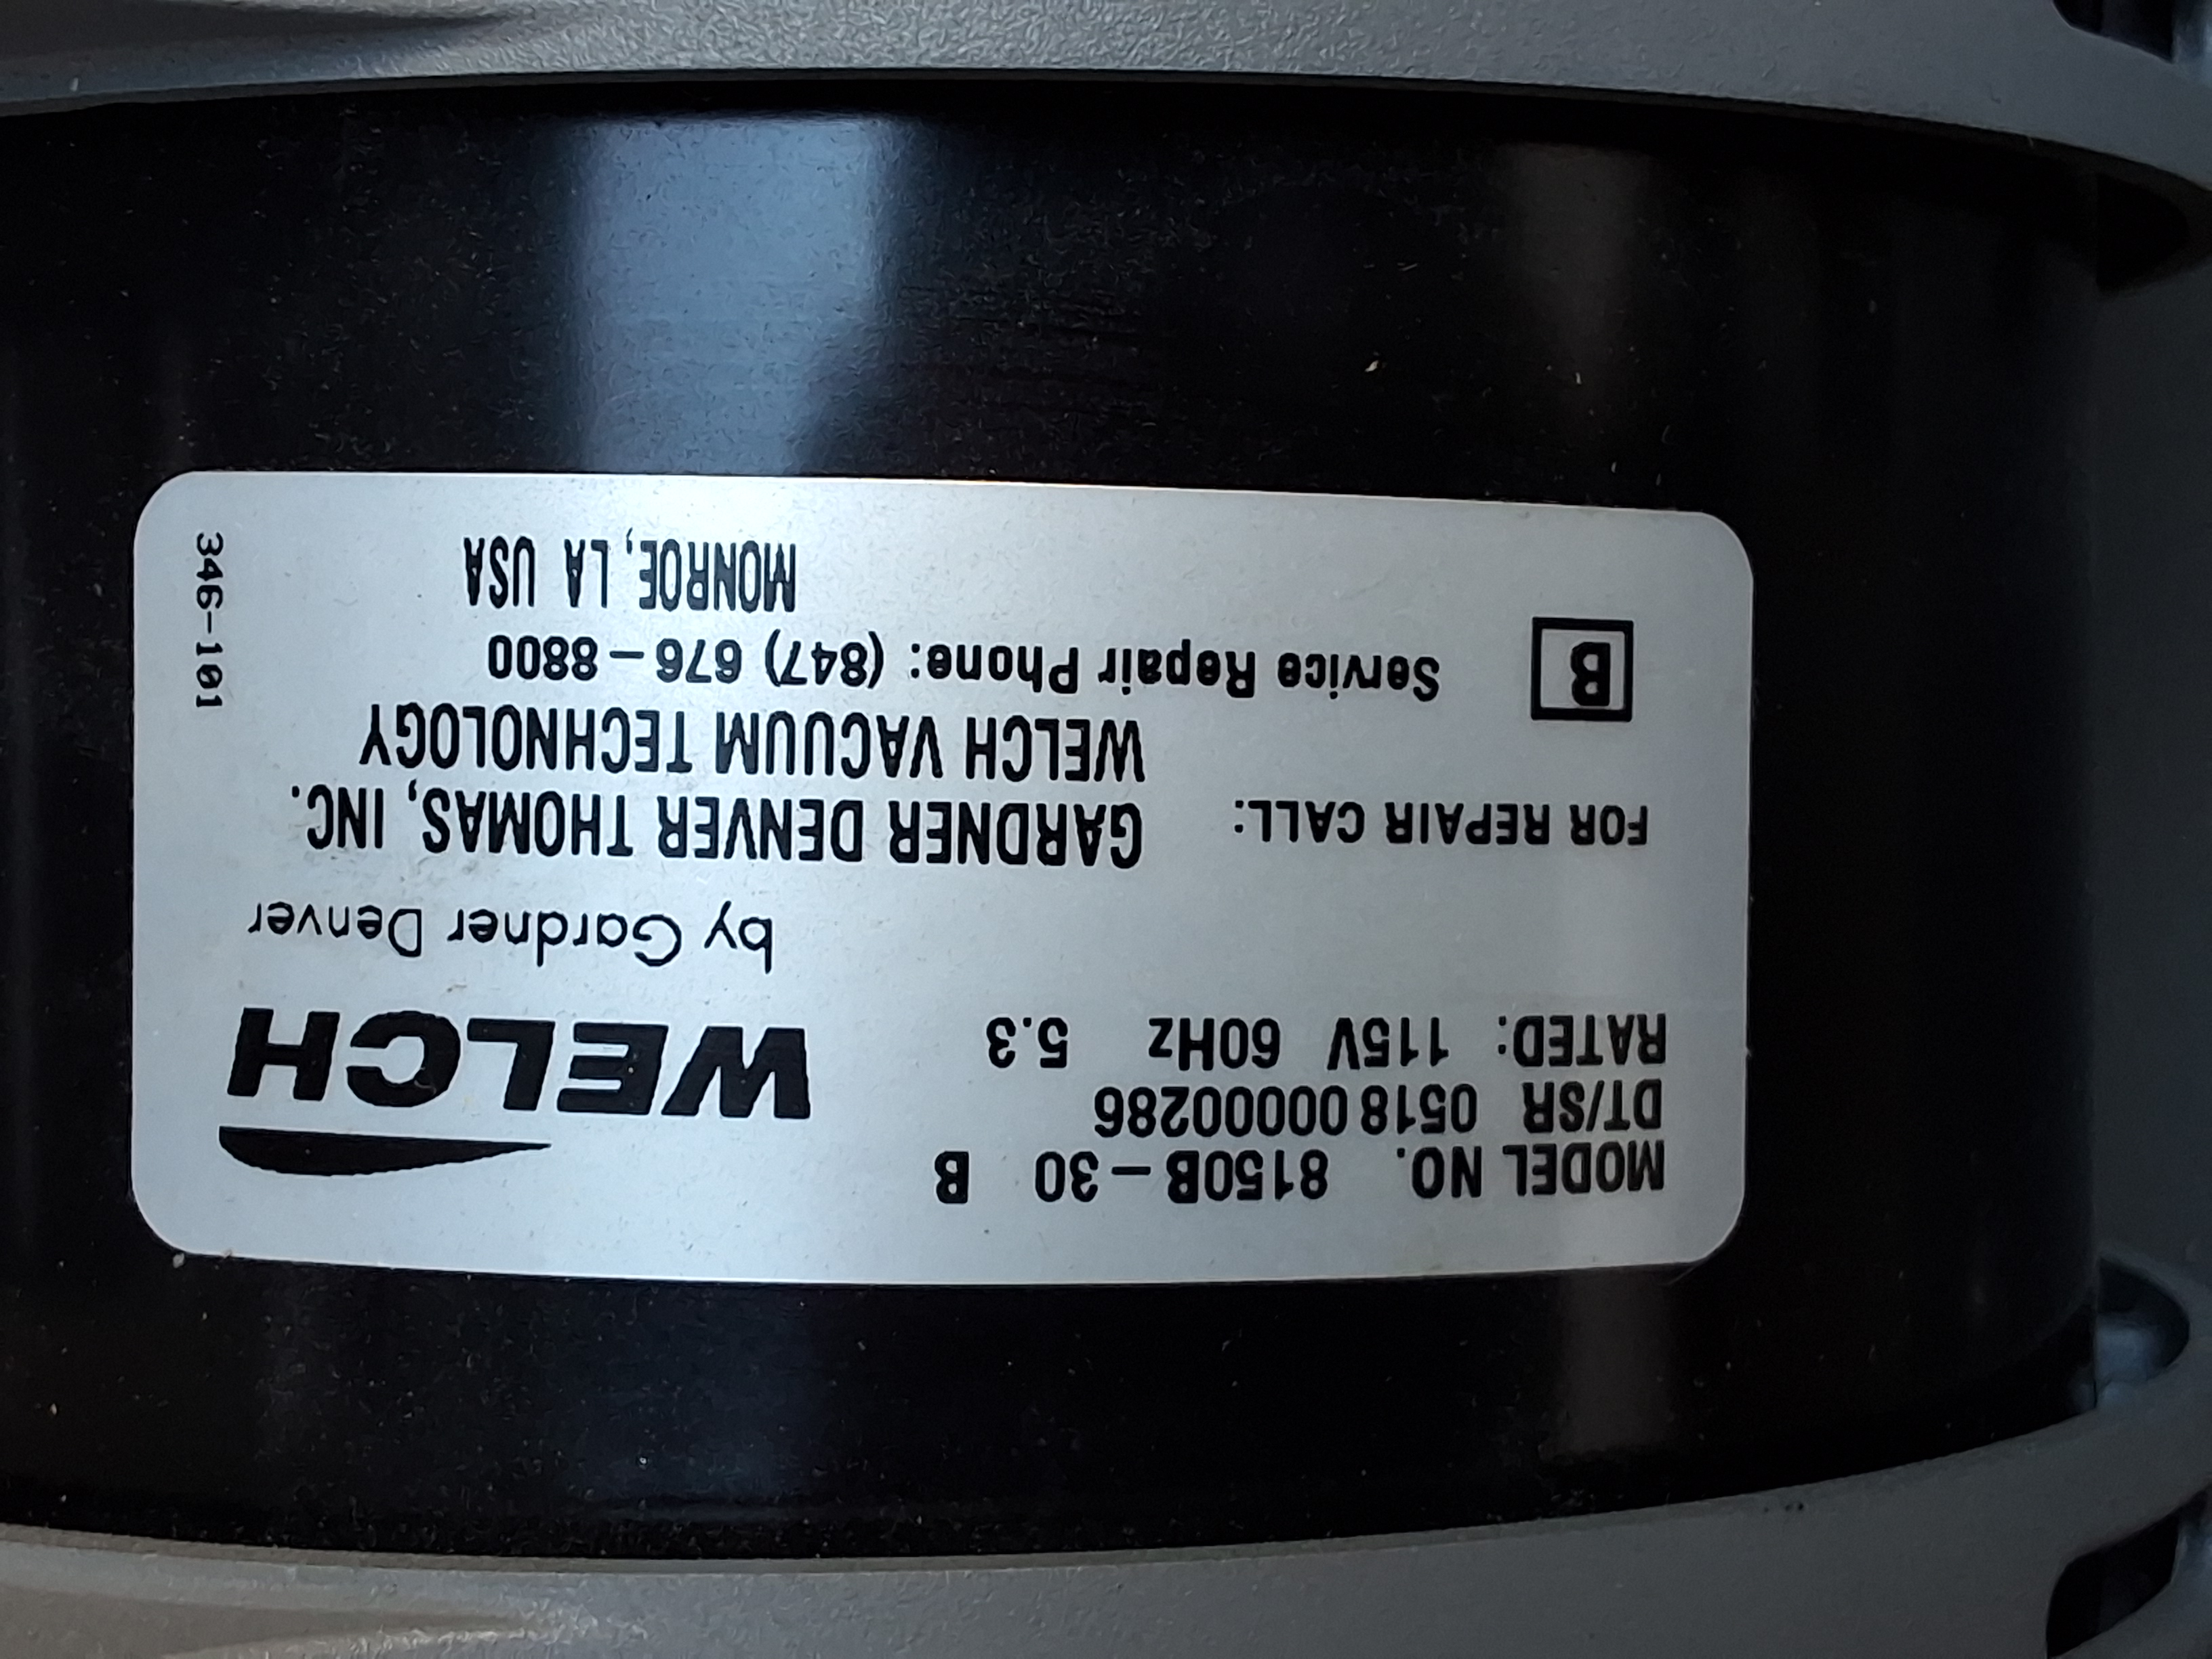 MODEL NO. 8150B-30 B
DT/SR 0518 00000286
RATED: 115V 60Hz 5.3
WELCH
by Gardner Denver
FOR REPAIR CALL:
GARDNER DENVER THOMAS, INC.
WELCH VACUUM TECHNOLOGY
B
Service Repair Phone: (847) 676-8800
MONROE, LA USA
346-101